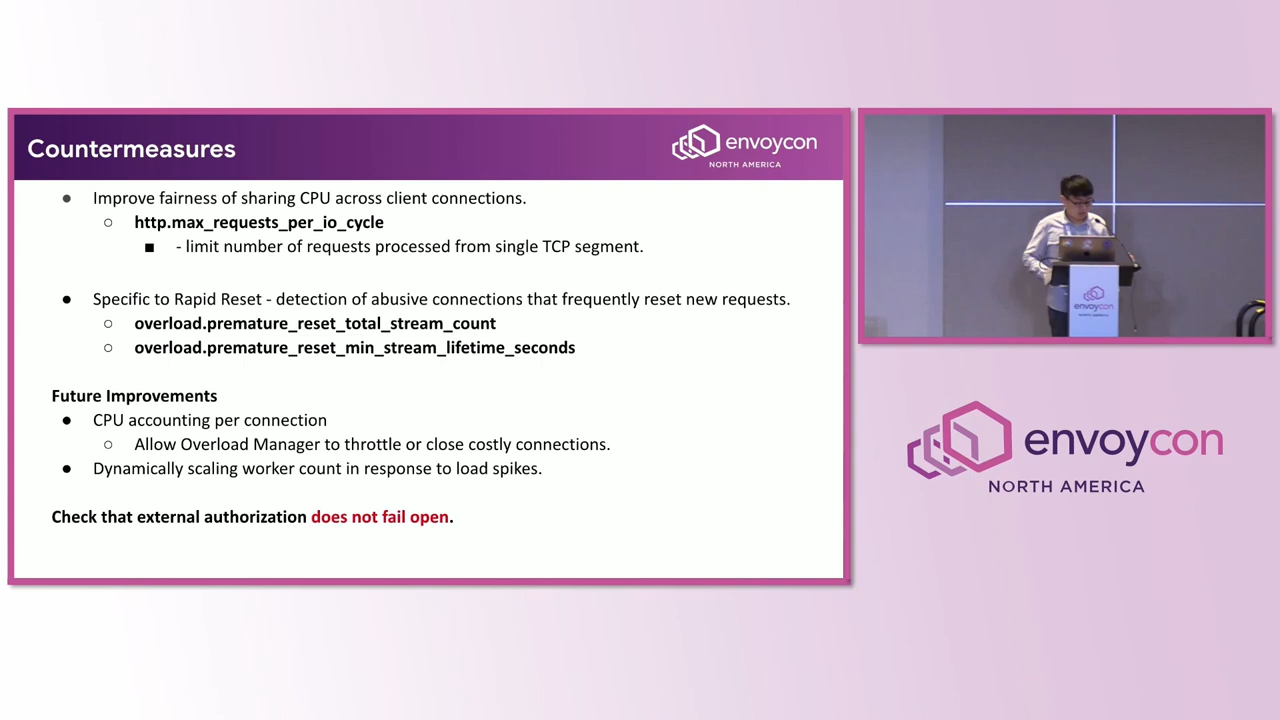 Countermeasures
envoycon
NORTH AMERICA
Improve fairness of sharing CPU across client connections.
http.max_requests_per_io_cycle
- limit number of requests processed from single TCP segment.
Specific to Rapid Reset - detection of abusive connections that frequently reset new requests.
overload.premature_reset_total_stream_count
overload.premature_reset_min_stream_lifetime_seconds
Future Improvements
CPU accounting per connection
Allow Overload Manager to throttle or close costly connections.
Dynamically scaling worker count in response to load spikes.
Check that external authorization does not fail open.
envoycon
NORTH AMERICA
envoycon
NORTH AMERICA